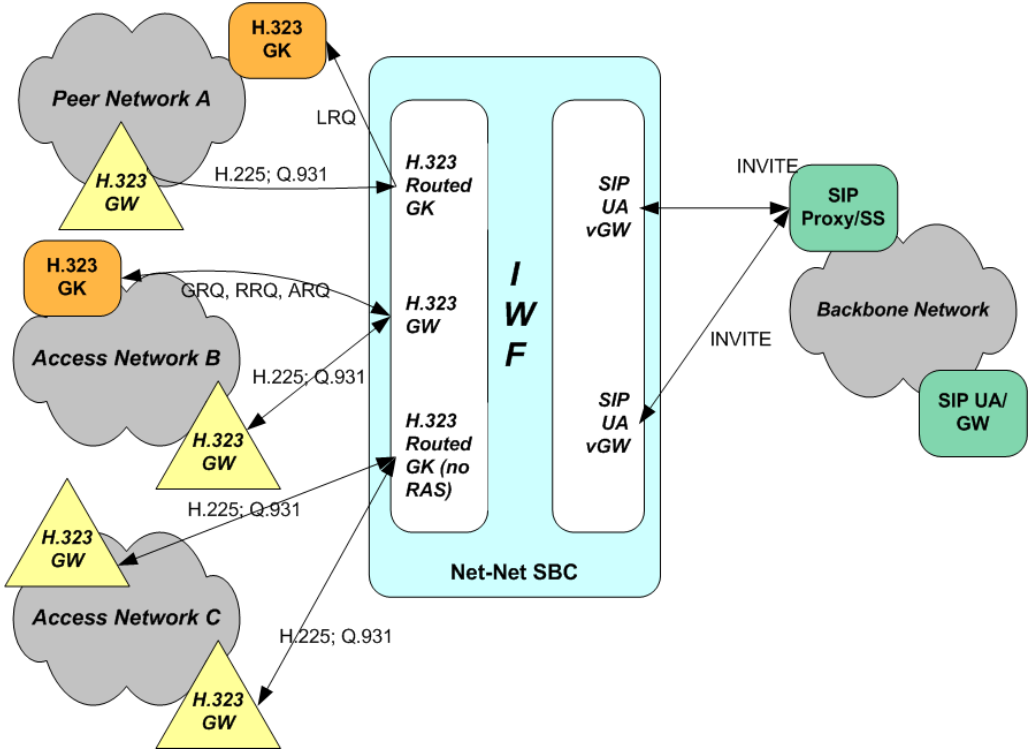 H.323
GK
Peer Network A
LRQ
H.323
GW
H.225; Q.931
H.323
Routed
GK
H.323
GK
GRQ, RRQ, ARQ
Access Network B
H.323
GW
H.225; Q.931
H.323
GW
H.323
Routed
GK (no
RAS)
H.323
GW
H.225; Q.931
Access Network C
H.225; Q.931
H.323
GW
I
W
F
SIP
UA
vGW
SIP
UA
vGW
Net-Net SBC
INVITE
SIP
Proxy/SS
INVITE
Backbone Network
SIP UA/
GW